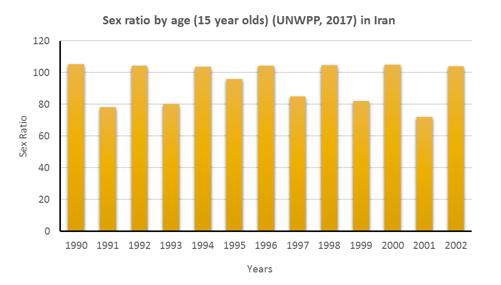 Sex ratio by age (15 year olds) (UNWPP, 2017) in Iran
120
100
80
60
40
20
0
Sex Ratio
1990 1991 1992 1993 1994 1995 1996 1997 1998 1999 2000 2001 2002
Years